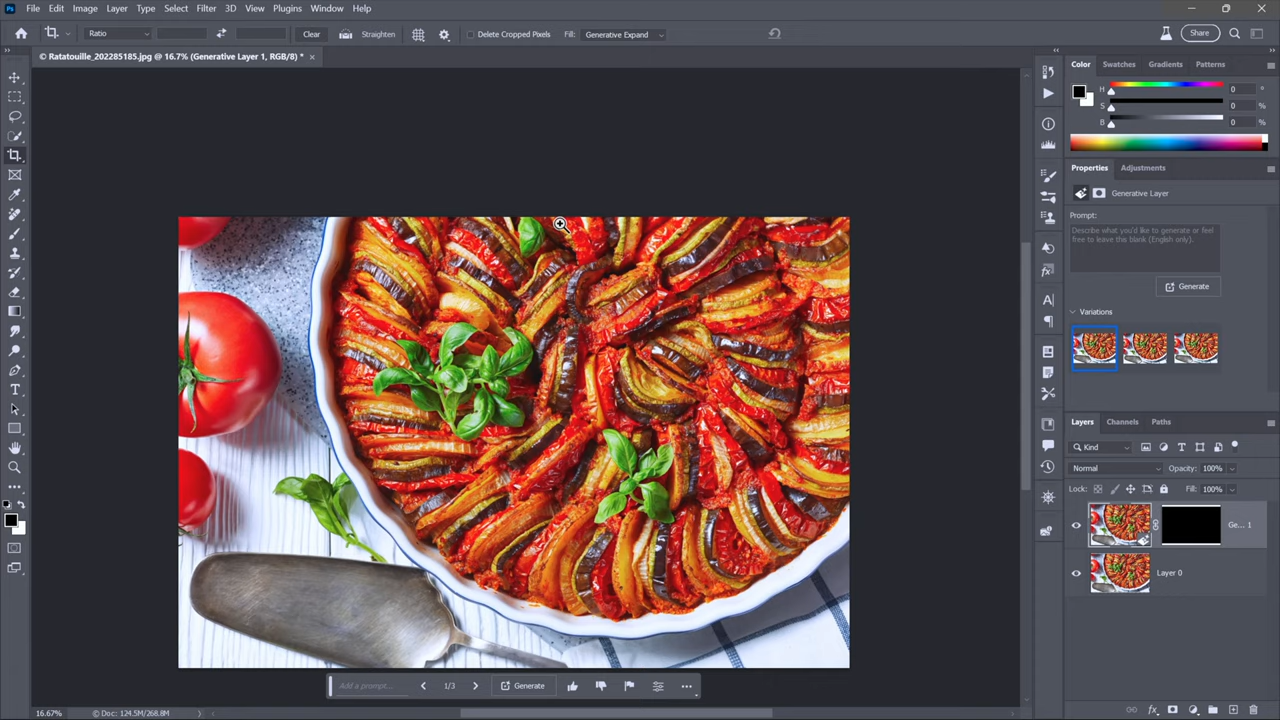 Ps File Edit Image Layer Type Select Filter 3D View Plugins Window Help
Ratio Clear Straighten Delete Cropped Pixels Fill: Generative Expand Share
© Ratatouille_202285185.jpg @ 16.7% (Generative Layer 1, RGB/8) *
Color Swatches Gradients Patterns
H 0 °
S 0 %
B 0 %
Properties Adjustments
Generative Layer
Prompt:
Describe what you'd like to generate or feel
free to leave this blank (English only).
Generate
Variations
Layers Channels Paths
Kind
Normal Opacity: 100%
Lock: Fill: 100%
Ge... 1
Layer 0
Add a prompt... 1/3 Generate
16.67% Doc: 124.5M/268.8M